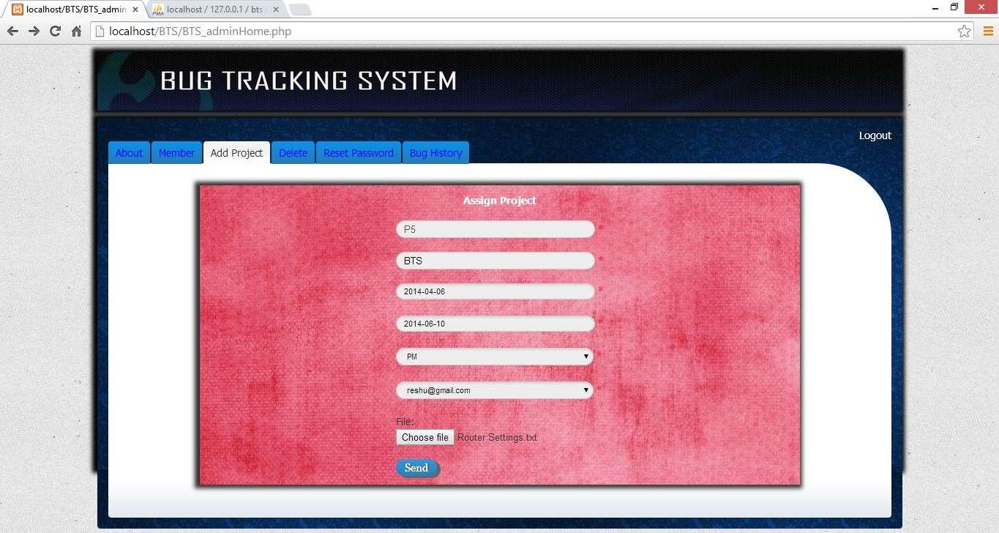 localhost/BTS/BTS_admin
localhost / 127.0.0.1 / bts
localhost/BTS/BTS_adminHome.php
BUG TRACKING SYSTEM
Logout
About Member Add Project Delete Reset Password Bug History
Assign Project
P5 *
BTS *
2014-04-06 *
2014-06-10 *
PM *
reshu@gmail.com *
File:
Choose file Router Settings.txt
Send